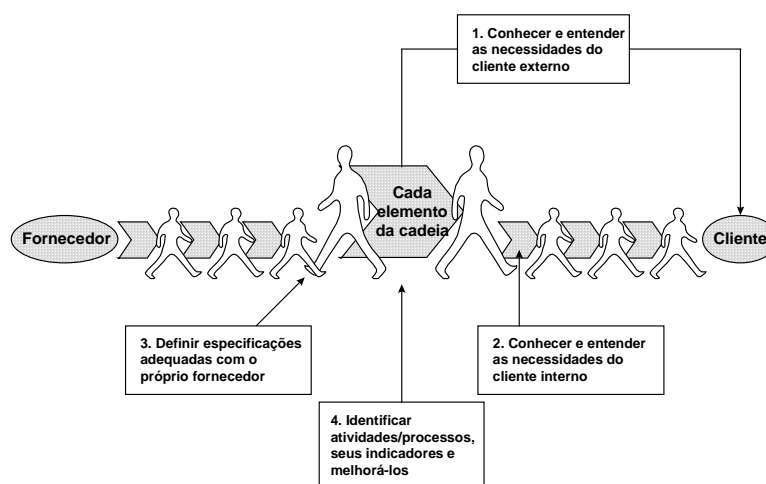 1. Conhecer e entender
as necessidades do
cliente externo
Cada
elemento
da cadeia
Fornecedor
Cliente
3. Definir especificações
adequadas com o
próprio fornecedor
2. Conhecer e entender
as necessidades do
cliente interno
4. Identificar
atividades/processos,
seus indicadores e
melhorá-los